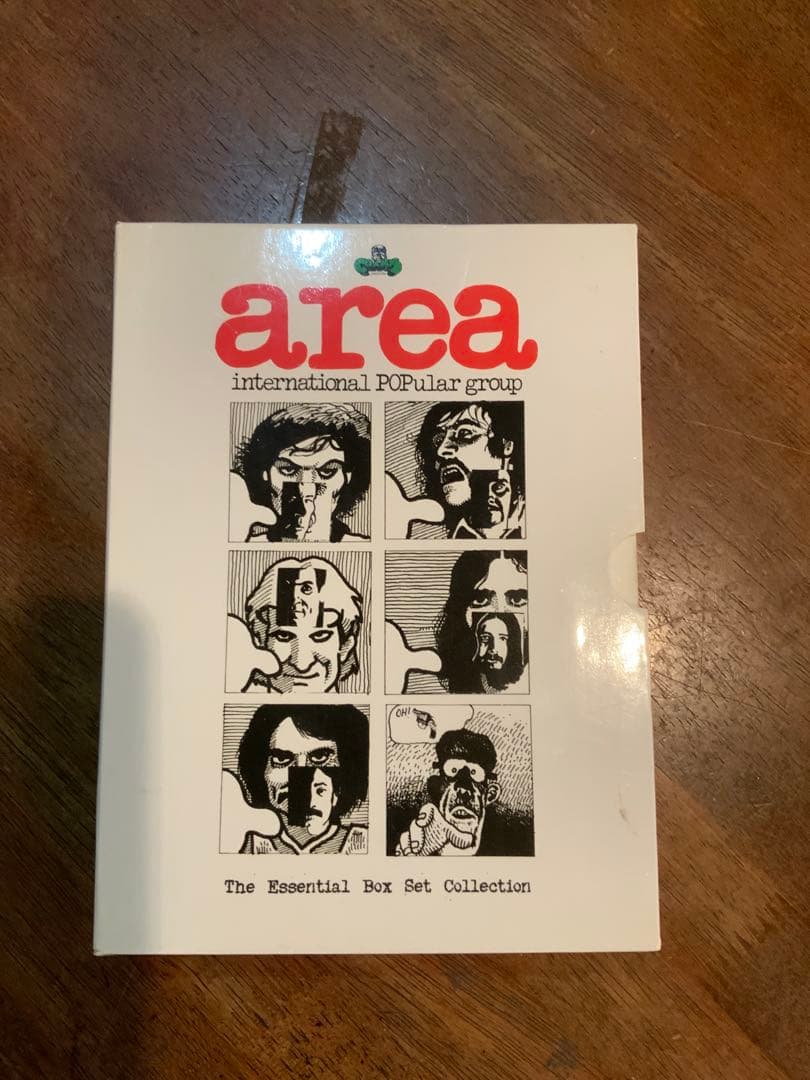 area
international POPular group
OH!
The Essential Box Set Collection